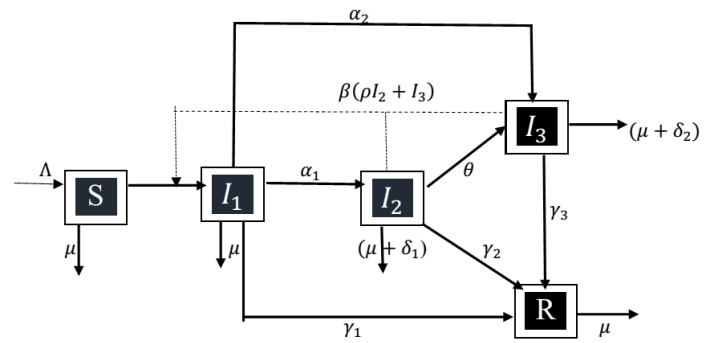 α₂
β(ρI₂ + I₃)
I₃
(μ + δ₂)
Λ
S
α₁
θ
I₁
I₂
γ₃
μ
μ
(μ + δ₁)
γ₂
R
γ₁
μ